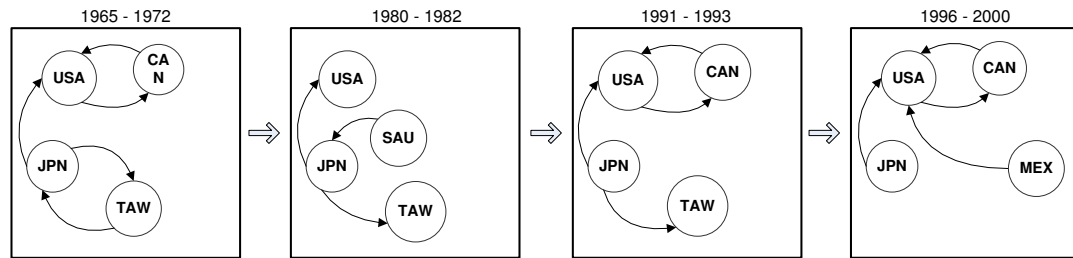 1965 - 1972
1980 - 1982
1991 - 1993
1996 - 2000
USA
CA
N
JPN
TAW
USA
SAU
JPN
TAW
USA
CAN
JPN
TAW
USA
CAN
JPN
MEX